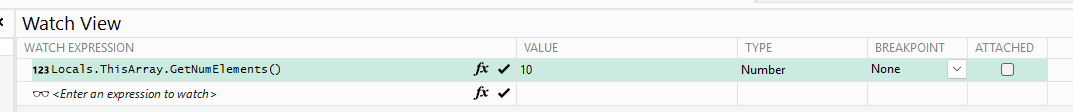 Watch View
WATCH EXPRESSION VALUE TYPE BREAKPOINT ATTACHED
123 Locals.ThisArray.GetNumElements() fx 10 Number None
<Enter an expression to watch> fx